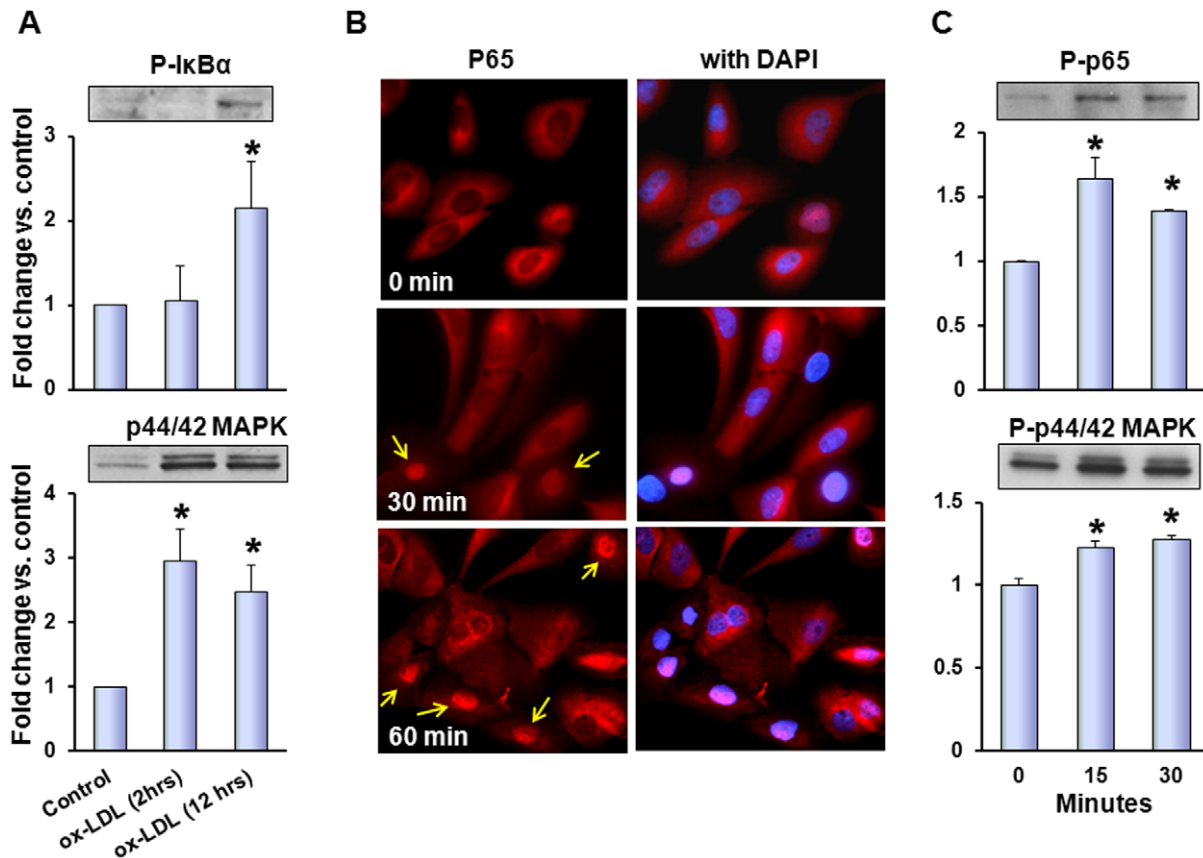 A
P-IκBα
Fold change vs. control
3
*
2
1
0
p44/42 MAPK
Fold change vs. control
4
*
3
*
2
1
0
Control
ox-LDL (2hrs)
ox-LDL (12 hrs)
B
P65
with DAPI
0 min
30 min
60 min
C
P-p65
2
*
*
1.5
1
0.5
0
P-p44/42 MAPK
1.5
*
*
1
0.5
0
0
15
30
Minutes